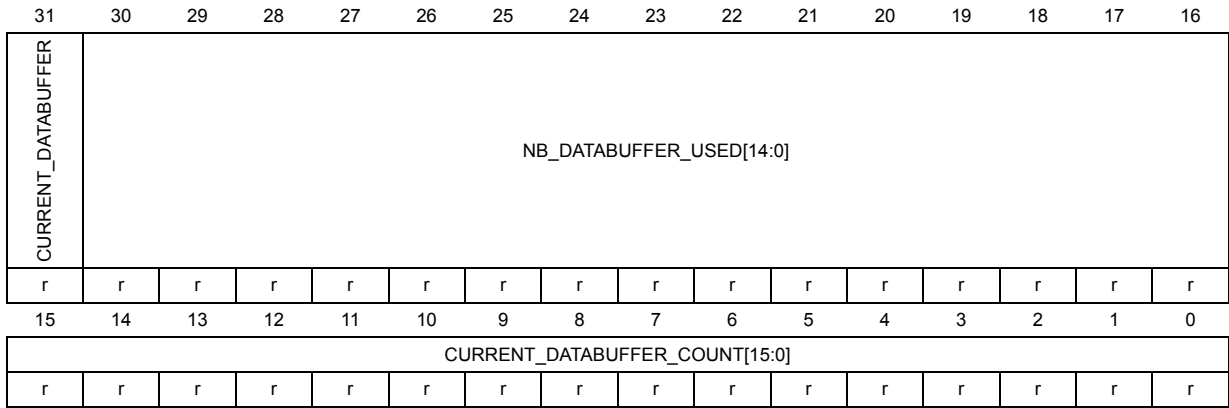 31 30 29 28 27 26 25 24 23 22 21 20 19 18 17 16
CURRENT_DATABUFFER
NB_DATABUFFER_USED[14:0]
r r r r r r r r r r r r r r r r
15 14 13 12 11 10 9 8 7 6 5 4 3 2 1 0
CURRENT_DATABUFFER_COUNT[15:0]
r r r r r r r r r r r r r r r r